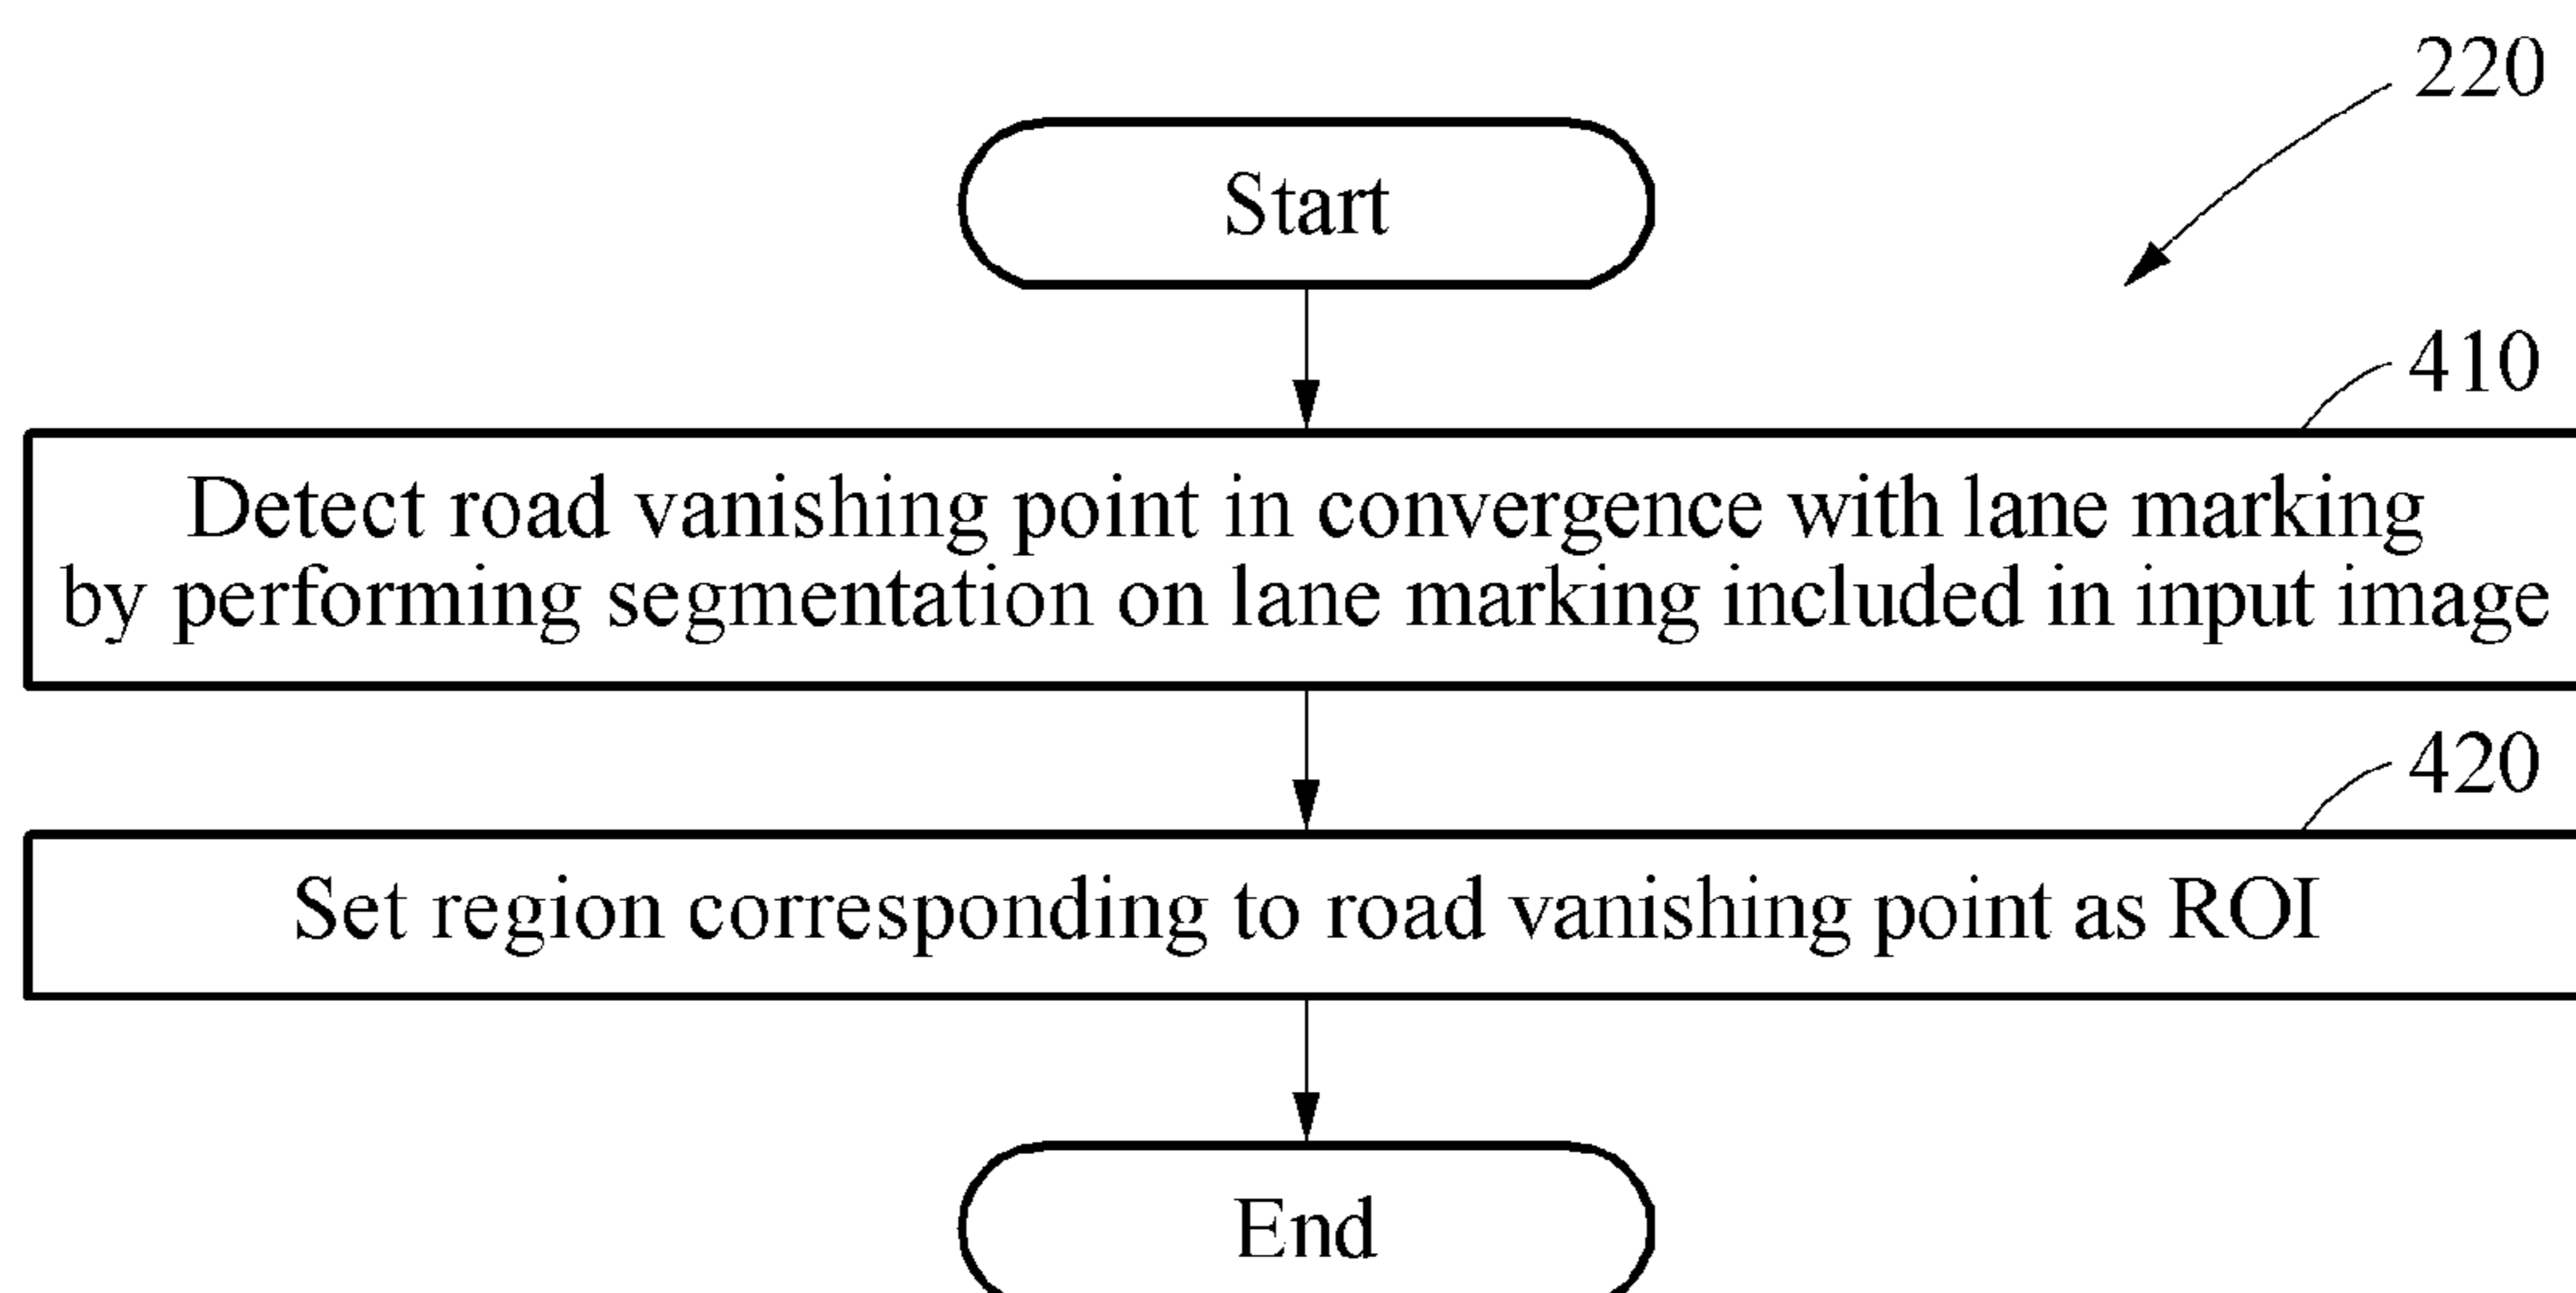 220
Start
410
Detect road vanishing point in convergence with lane marking
by performing segmentation on lane marking included in input image
420
Set region corresponding to road vanishing point as ROI
End